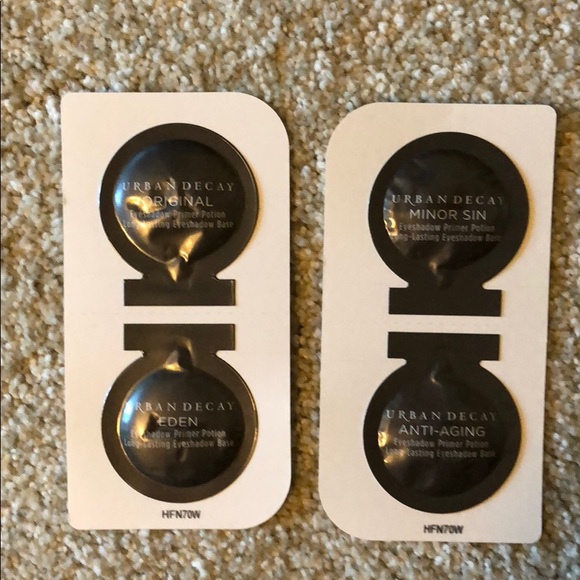 URBAN DECAY
ORIGINAL
Eyeshadow Primer Potion
Long-Lasting Eyeshadow Base
URBAN DECAY
EDEN
Eyeshadow Primer Potion
Long-Lasting Eyeshadow Base
HFN70W
URBAN DECAY
MINOR SIN
Eyeshadow Primer Potion
Long-Lasting Eyeshadow Base
URBAN DECAY
ANTI-AGING
Eyeshadow Primer Potion
Long-Lasting Eyeshadow Base
HFN70W